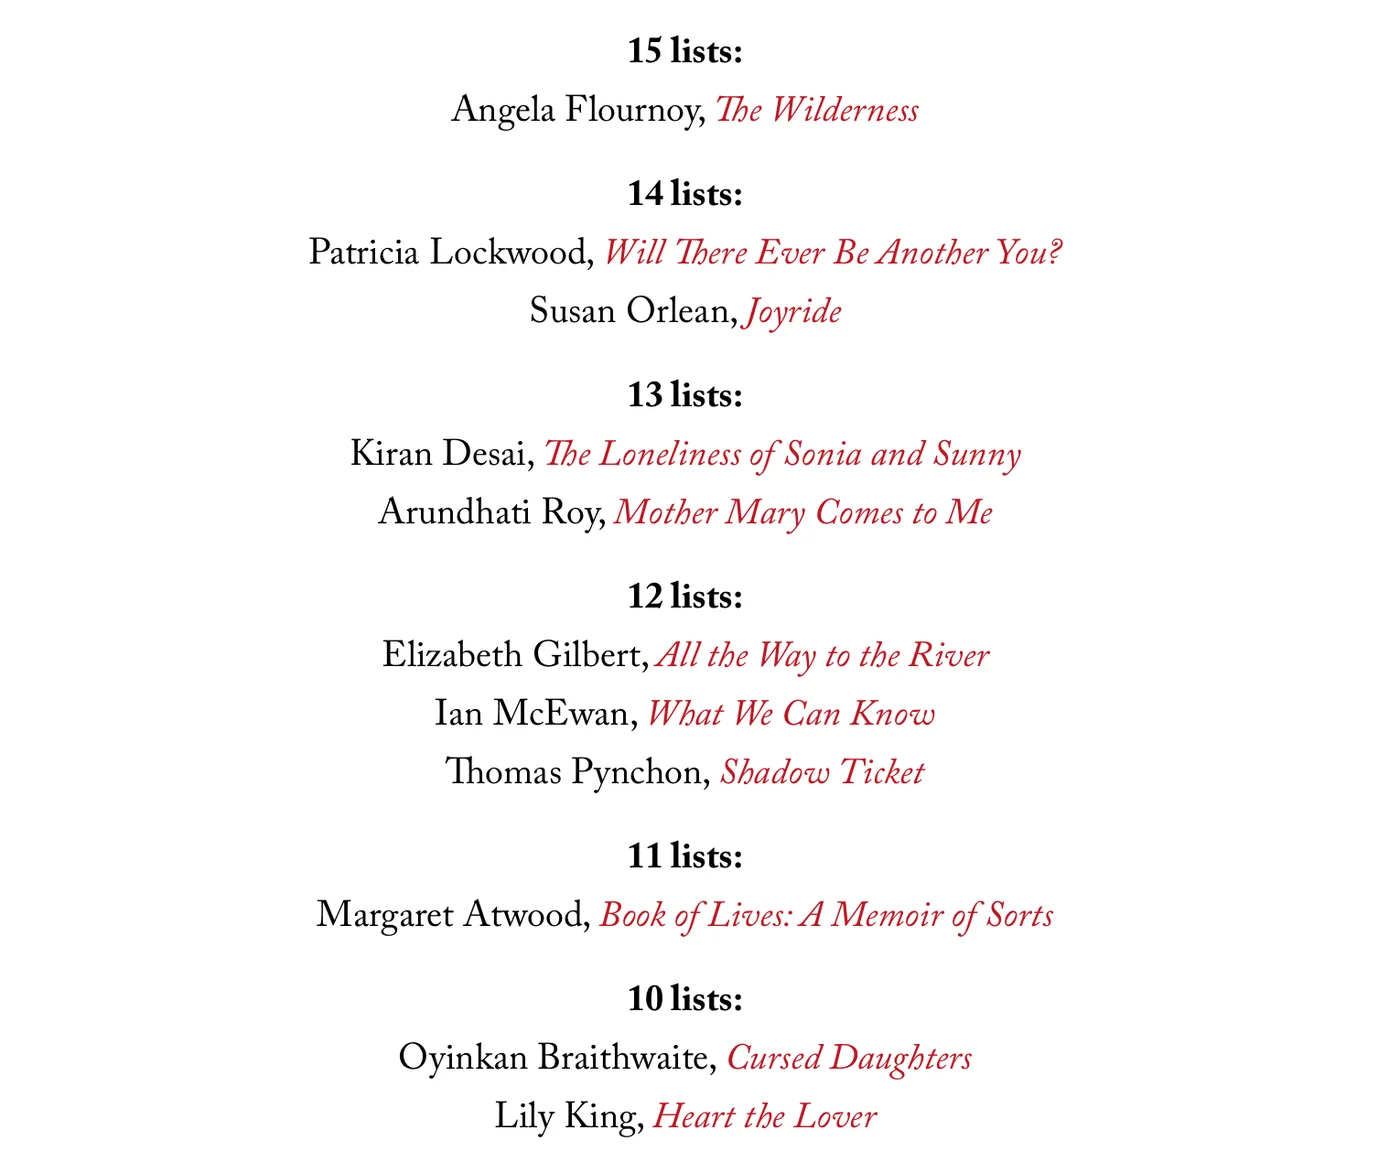 15 lists:
Angela Flournoy, The Wilderness
14 lists:
Patricia Lockwood, Will There Ever Be Another You?
Susan Orlean, Joyride
13 lists:
Kiran Desai, The Loneliness of Sonia and Sunny
Arundhati Roy, Mother Mary Comes to Me
12 lists:
Elizabeth Gilbert, All the Way to the River
Ian McEwan, What We Can Know
Thomas Pynchon, Shadow Ticket
11 lists:
Margaret Atwood, Book of Lives: A Memoir of Sorts
10 lists:
Oyinkan Braithwaite, Cursed Daughters
Lily King, Heart the Lover